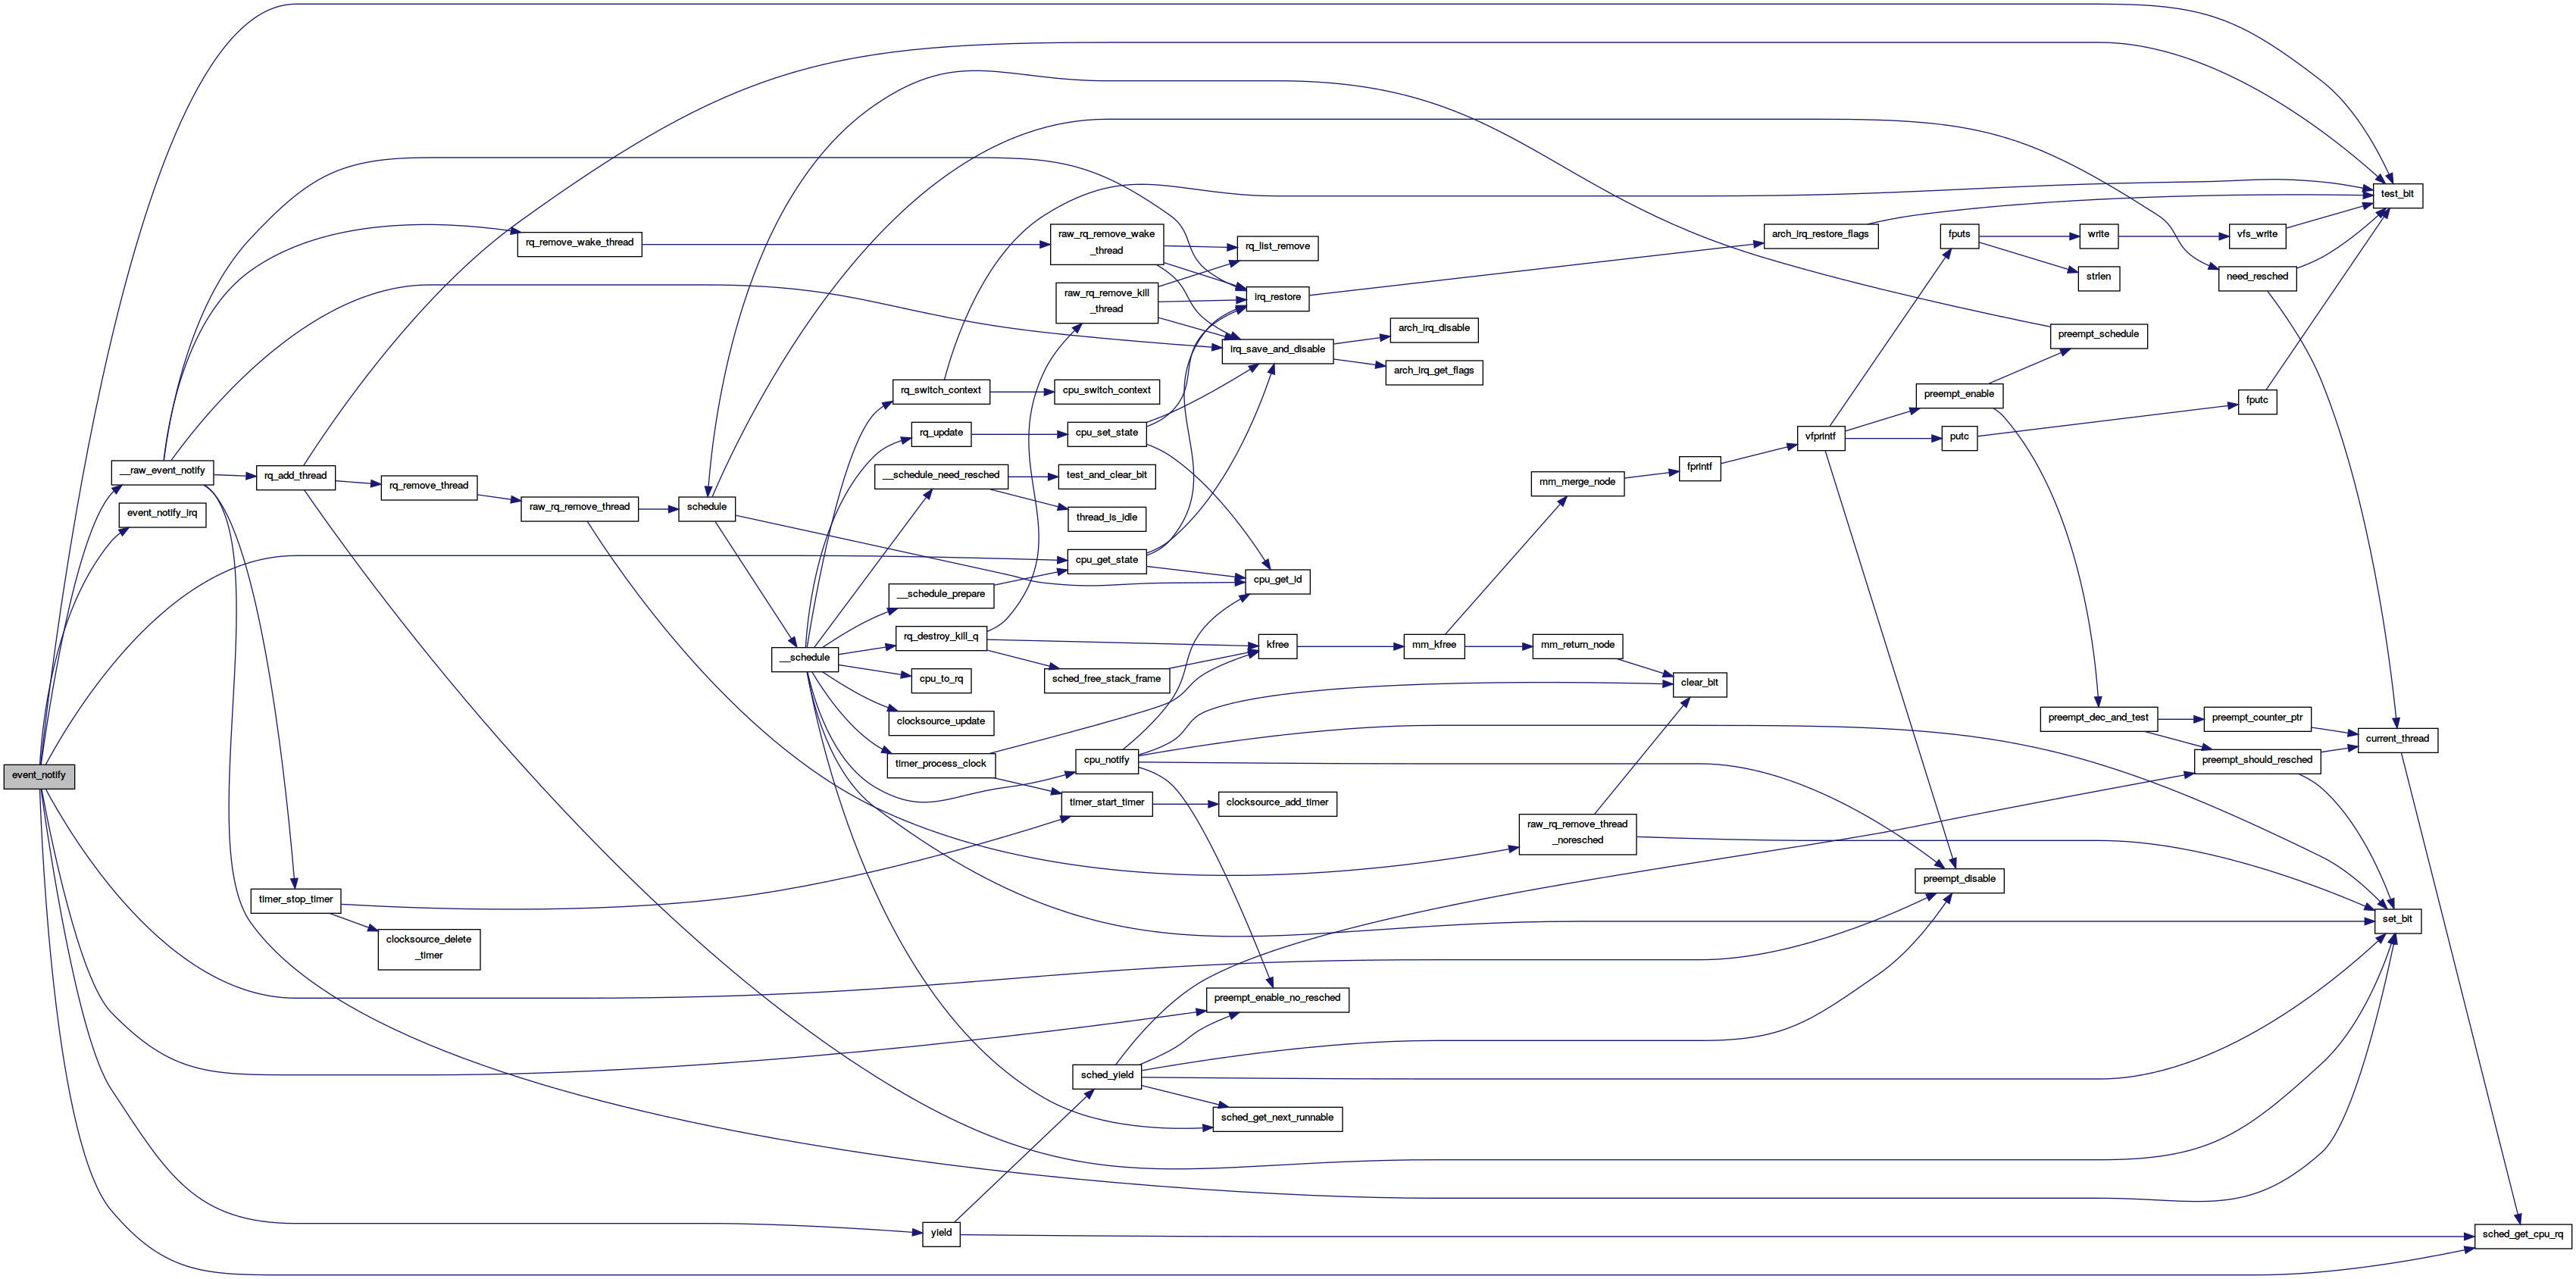 test_bit
arch_irq_restore_flags
fputs
write
vfs_write
rq_remove_wake_thread
raw_rq_remove_wake
_thread
rq_list_remove
strlen
need_resched
raw_rq_remove_kill
_thread
irq_restore
arch_irq_disable
preempt_schedule
irq_save_and_disable
arch_irq_get_flags
rq_switch_context
cpu_switch_context
preempt_enable
fputc
rq_update
cpu_set_state
vfprintf
putc
__raw_event_notify
rq_add_thread
rq_remove_thread
__schedule_need_resched
test_and_clear_bit
mm_merge_node
fprintf
event_notify_irq
raw_rq_remove_thread
schedule
thread_is_idle
cpu_get_state
cpu_get_id
__schedule_prepare
rq_destroy_kill_q
kfree
mm_kfree
mm_return_node
__schedule
cpu_to_rq
sched_free_stack_frame
clear_bit
clocksource_update
preempt_dec_and_test
preempt_counter_ptr
current_thread
event_notify
timer_process_clock
cpu_notify
preempt_should_resched
timer_start_timer
clocksource_add_timer
raw_rq_remove_thread
_noresched
timer_stop_timer
preempt_disable
clocksource_delete
_timer
set_bit
preempt_enable_no_resched
sched_yield
sched_get_next_runnable
yield
sched_get_cpu_rq